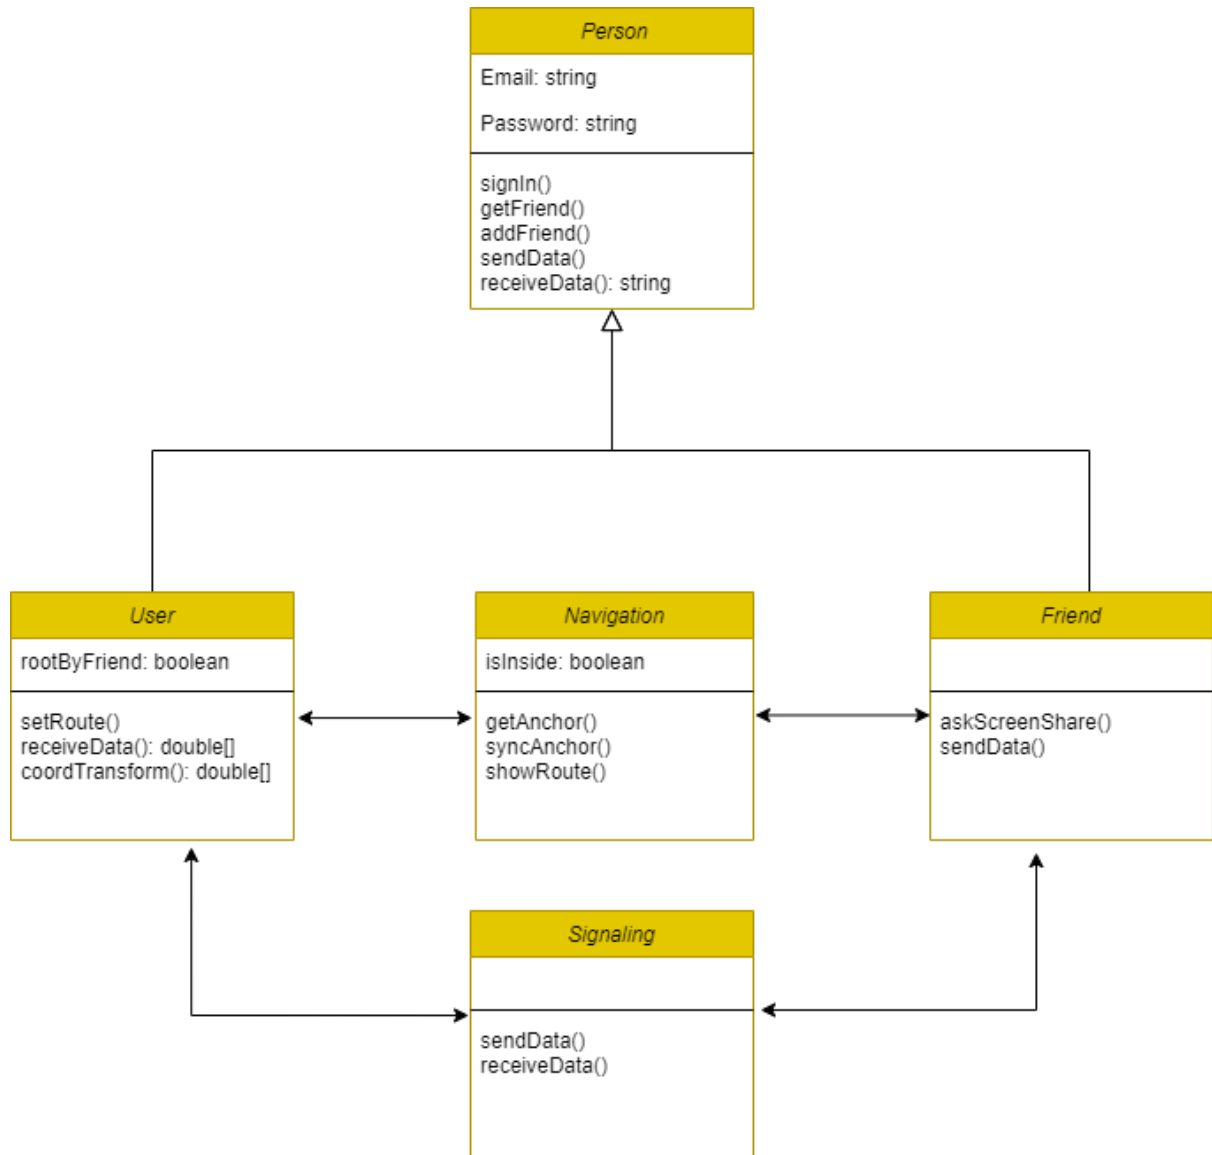 Person
Email: string
Password: string
signIn()
getFriend()
addFriend()
sendData()
receiveData(): string
User
rootByFriend: boolean
setRoute()
receiveData(): double[]
coordTransform(): double[]
Navigation
isInside: boolean
getAnchor()
syncAnchor()
showRoute()
Friend
askScreenShare()
sendData()
Signaling
sendData()
receiveData()